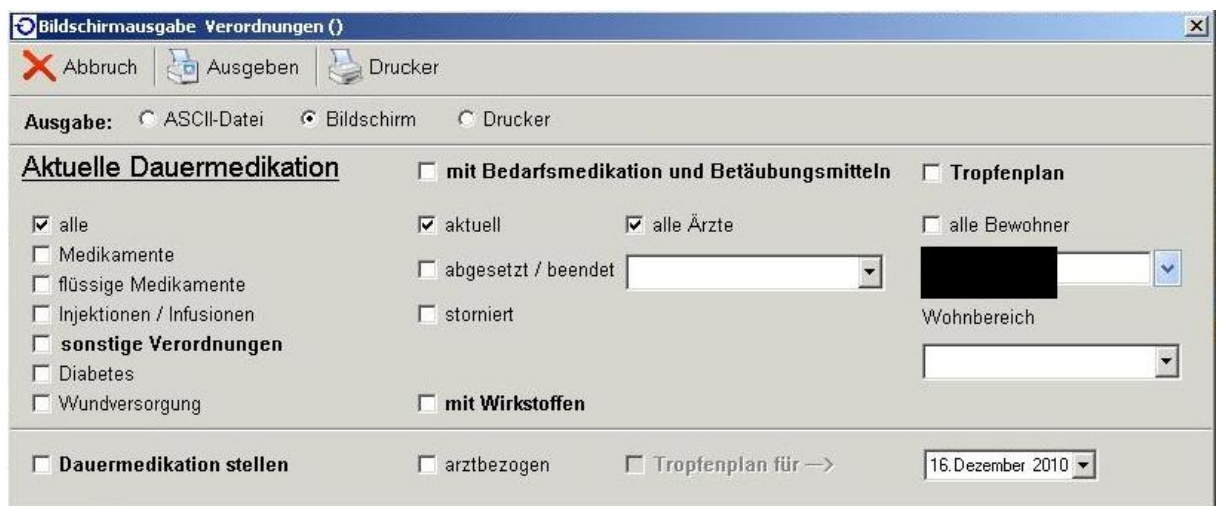 Bildschirmausgabe Verordnungen ()
Abbruch Ausgeben Drucker
Ausgabe: ASCII-Datei Bildschirm Drucker
Aktuelle Dauermedikation mit Bedarfsmedikation und Betäubungsmitteln Tropfenplan
alle aktuell alle Ärzte alle Bewohner
Medikamente
abgesetzt / beendet
flüssige Medikamente
Injektionen / Infusionen storniert Wohnbereich
sonstige Verordnungen
Diabetes
Wundversorgung mit Wirkstoffen
Dauermedikation stellen arztbezogen Tropfenplan für --> 16.Dezember 2010